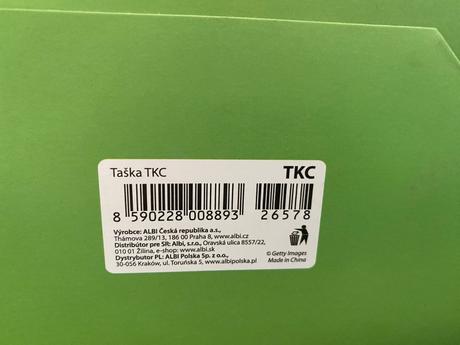 Taška TKC
TKC
8 590228 008893
26578
Výrobce: ALBI Česká republika a.s.,
Thámova 289/13, 186 00 Praha 8, www.albi.cz
Distribútor pre SR: Albi, s.r.o., Oravská ulica 8557/22,
010 01 Žilina, e-shop: www.albi.sk
Dystrybutor PL: ALBI Polska Sp. z o.o.,
30-056 Kraków, ul. Toruńska 5, www.albipolska.pl
© Getty Images
Made in China